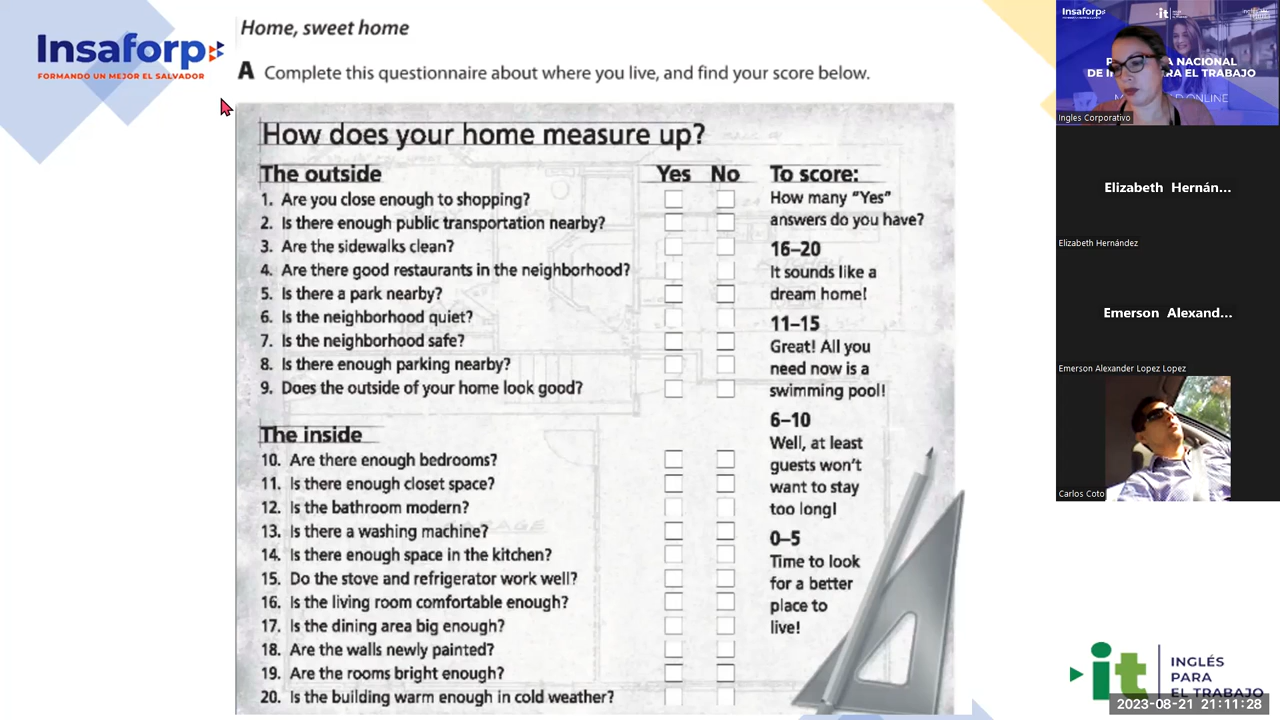 Insaforp
FORMANDO UN MEJOR EL SALVADOR
Home, sweet home
A Complete this questionnaire about where you live, and find your score below.
How does your home measure up?
The outside Yes No
1. Are you close enough to shopping?
2. Is there enough public transportation nearby?
3. Are the sidewalks clean?
4. Are there good restaurants in the neighborhood?
5. Is there a park nearby?
6. Is the neighborhood quiet?
7. Is the neighborhood safe?
8. Is there enough parking nearby?
9. Does the outside of your home look good?
The inside
10. Are there enough bedrooms?
11. Is there enough closet space?
12. Is the bathroom modern?
13. Is there a washing machine?
14. Is there enough space in the kitchen?
15. Do the stove and refrigerator work well?
16. Is the living room comfortable enough?
17. Is the dining area big enough?
18. Are the walls newly painted?
19. Are the rooms bright enough?
20. Is the building warm enough in cold weather?
To score:
How many "Yes"
answers do you have?
16–20
It sounds like a
dream home!
11–15
Great! All you
need now is a
swimming pool!
6–10
Well, at least
guests won't
want to stay
too long!
0–5
Time to look
for a better
place to
live!
GARAGE
Insaforp
it
NACIONAL
DE RA EL TRABAJO
ONLINE
Ingles Corporativo
Elizabeth Hernán...
Elizabeth Hernández
Emerson Alexand...
Emerson Alexander Lopez Lopez
Carlos Coto
it
INGLÉS
PARA
EL TRABAJO
2023-08-21 21:11:28